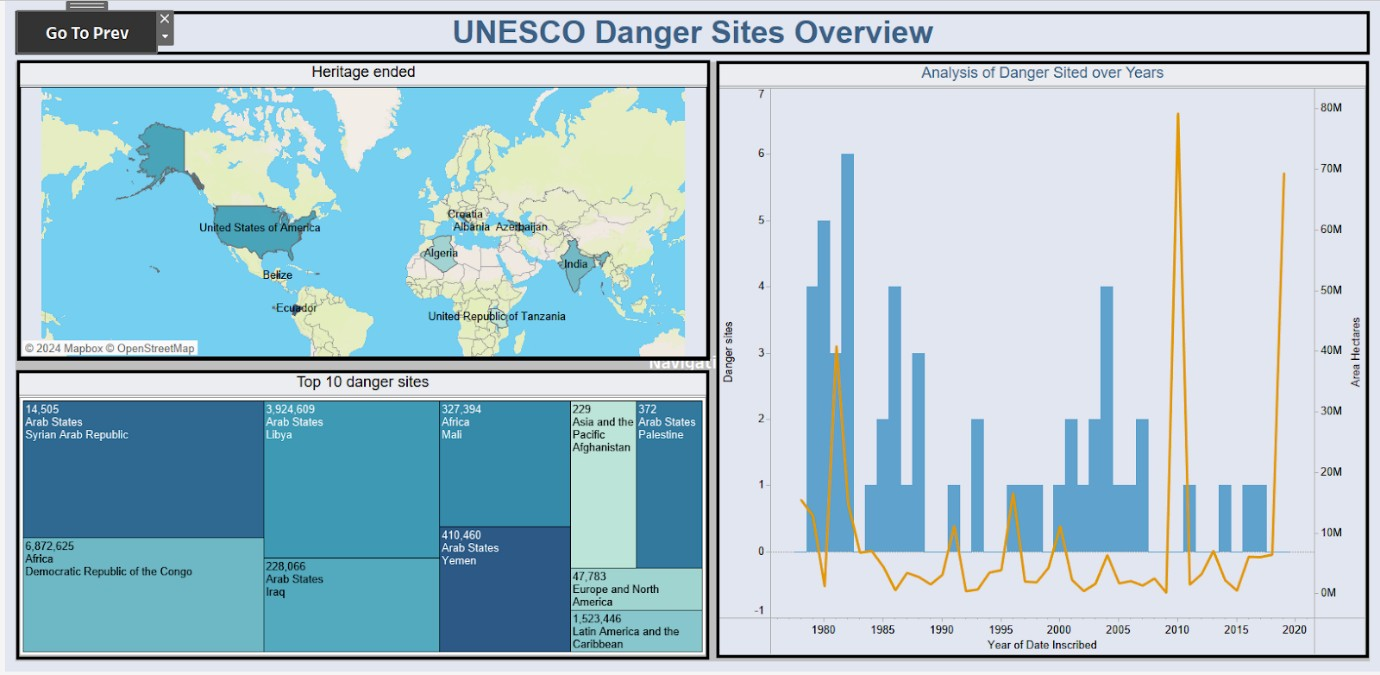 Go To Prev
UNESCO Danger Sites Overview
Heritage ended
United States of America
Croatia
Albania
Azerbaijan
Algeria
India
Belize
Ecuador
United Republic of Tanzania
© 2024 Mapbox © OpenStreetMap
Navigati
Top 10 danger sites
14,505
Arab States
Syrian Arab Republic
6,872,625
Africa
Democratic Republic of the Congo
3,924,609
Arab States
Libya
228,066
Arab States
Iraq
327,394
Africa
Mali
410,460
Arab States
Yemen
229
Asia and the
Pacific
Afghanistan
372
Arab States
Palestine
47,783
Europe and North
America
1,523,446
Latin America and the
Caribbean
Analysis of Danger Sited over Years
Danger sites
7
6
5
4
3
2
1
0
-1
80M
70M
60M
50M
40M
30M
20M
10M
0M
Area Hectares
1980
1985
1990
1995
2000
2005
2010
2015
2020
Year of Date Inscribed